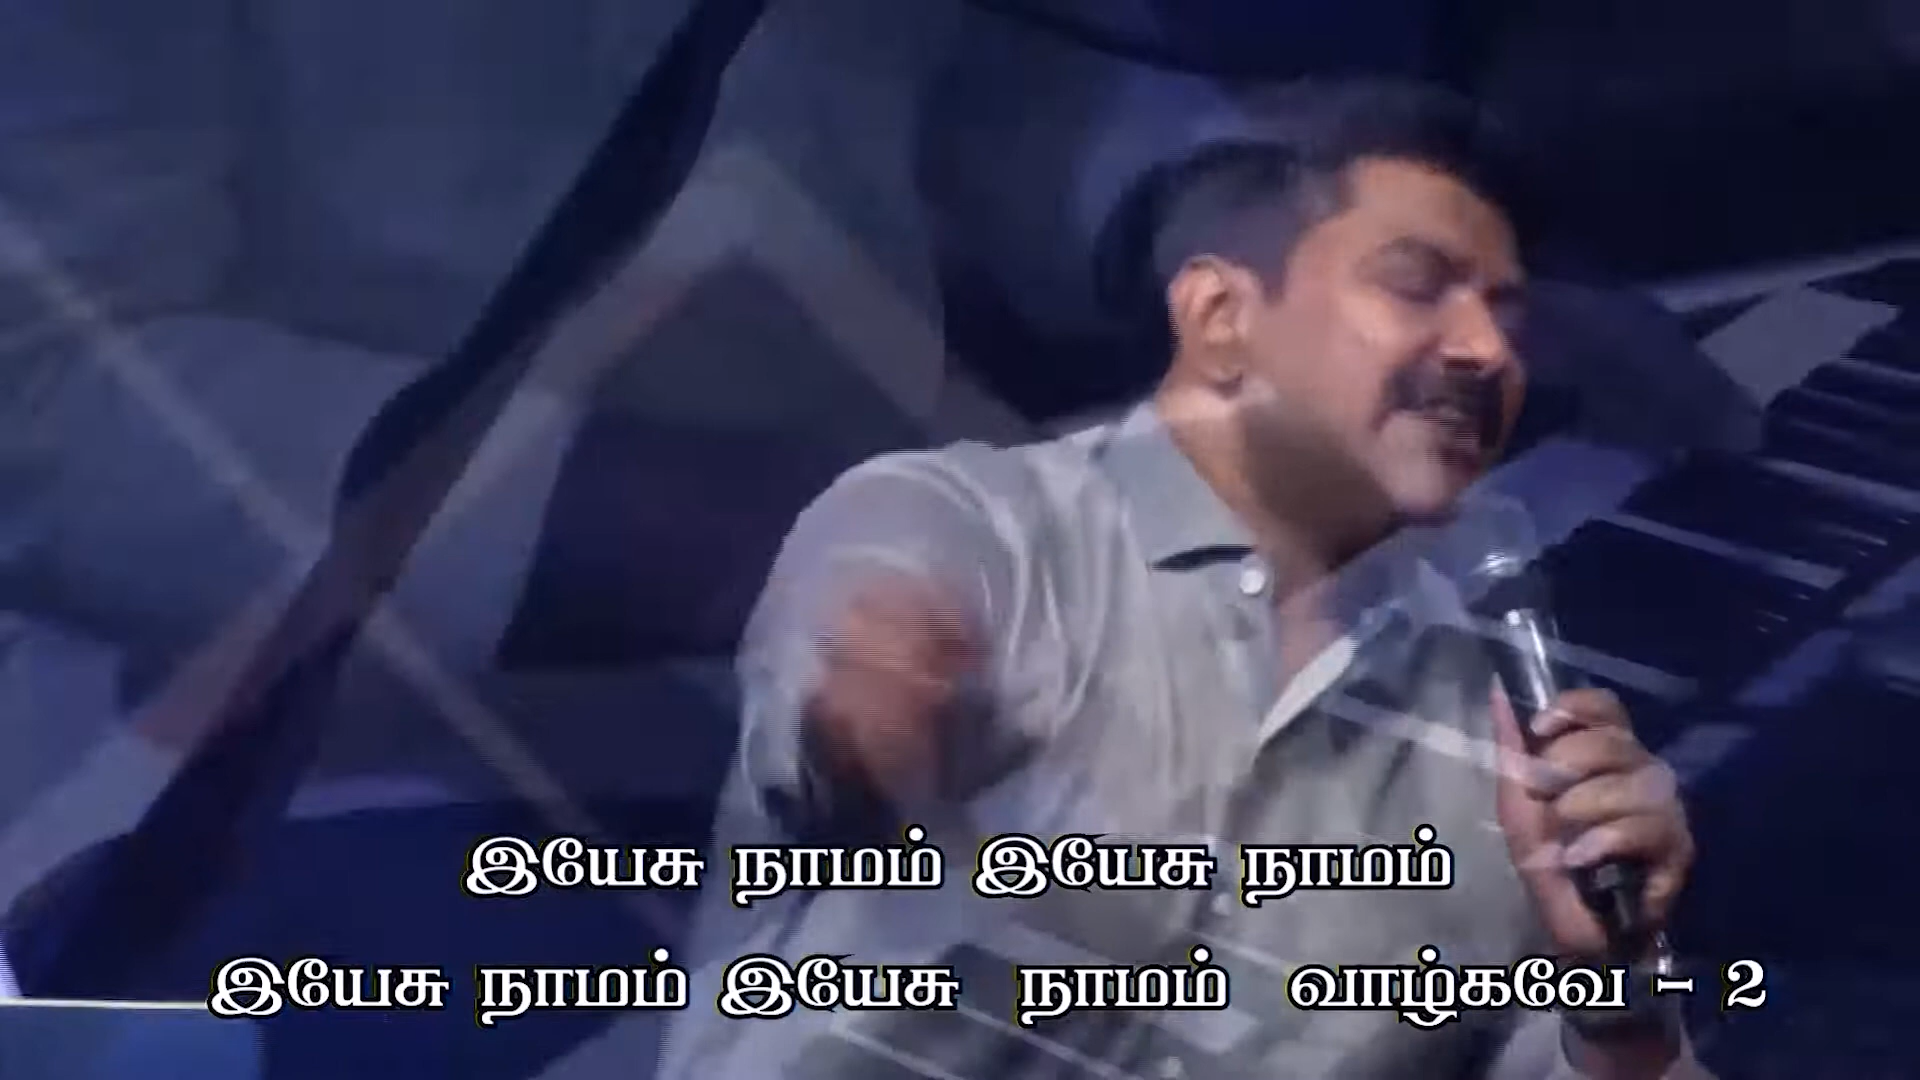 இயேசு நாமம் இயேசு நாமம்
இயேசு நாமம் இயேசு நாமம் வாழ்கவே - 2